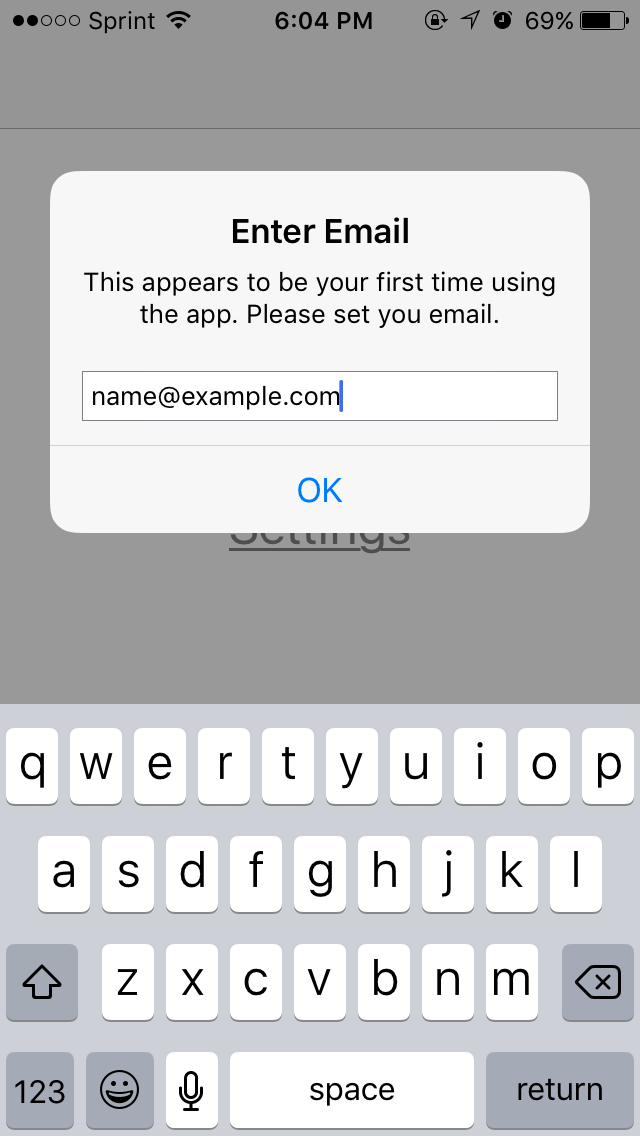 Sprint 6:04 PM 69%
Enter Email
This appears to be your first time using
the app. Please set you email.
name@example.com
OK
Settings
q w e r t y u i o p
a s d f g h j k l
z x c v b n m
123 space return